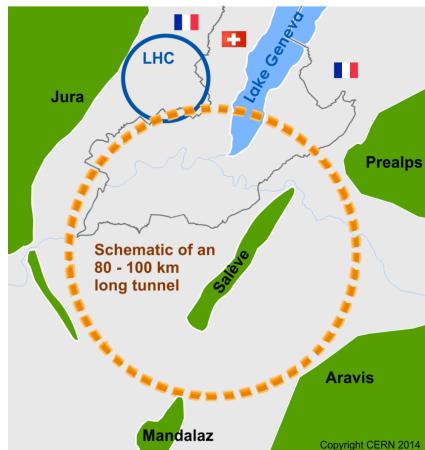 LHC
Lake Geneva
Jura
Prealps
Schematic of an
80 - 100 km
long tunnel
Salève
Aravis
Mandalaz
Copyright CERN 2014